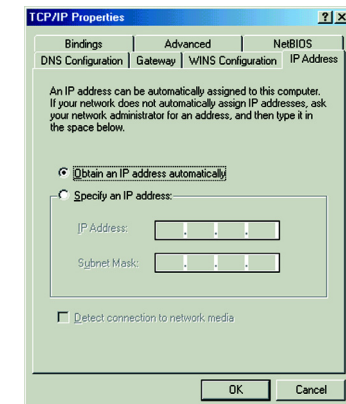 TCP/IP Properties
Bindings Advanced NetBIOS
DNS Configuration Gateway WINS Configuration IP Address
An IP address can be automatically assigned to this computer.
If your network does not automatically assign IP addresses, ask
your network administrator for an address, and then type it in
the space below.
Obtain an IP address automatically
Specify an IP address:
IP Address:
Subnet Mask:
Detect connection to network media
OK Cancel